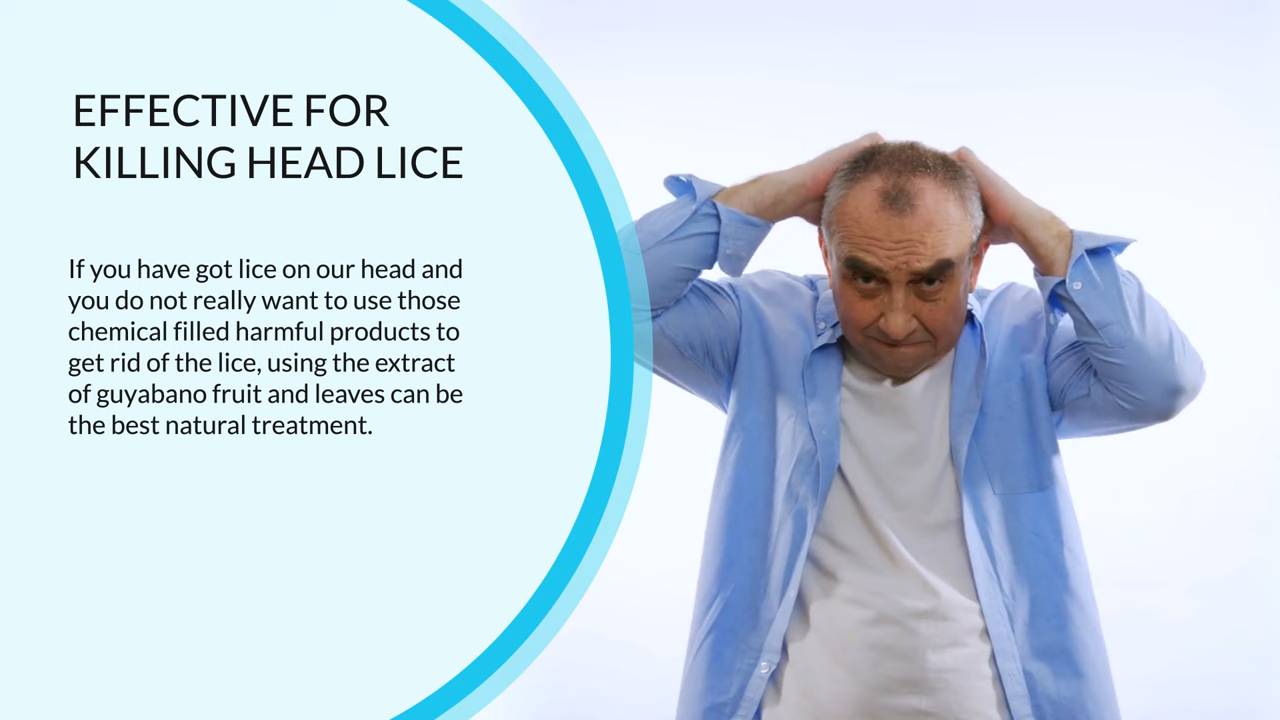 EFFECTIVE FOR
KILLING HEAD LICE
If you have got lice on our head and
you do not really want to use those
chemical filled harmful products to
get rid of the lice, using the extract
of guyabano fruit and leaves can be
the best natural treatment.